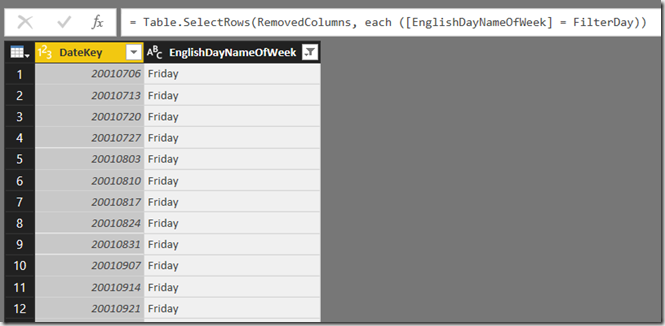 = Table.SelectRows(RemovedColumns, each ([EnglishDayNameOfWeek] = FilterDay))
123 DateKey ABC EnglishDayNameOfWeek
1 20010706 Friday
2 20010713 Friday
3 20010720 Friday
4 20010727 Friday
5 20010803 Friday
6 20010810 Friday
7 20010817 Friday
8 20010824 Friday
9 20010831 Friday
10 20010907 Friday
11 20010914 Friday
12 20010921 Friday